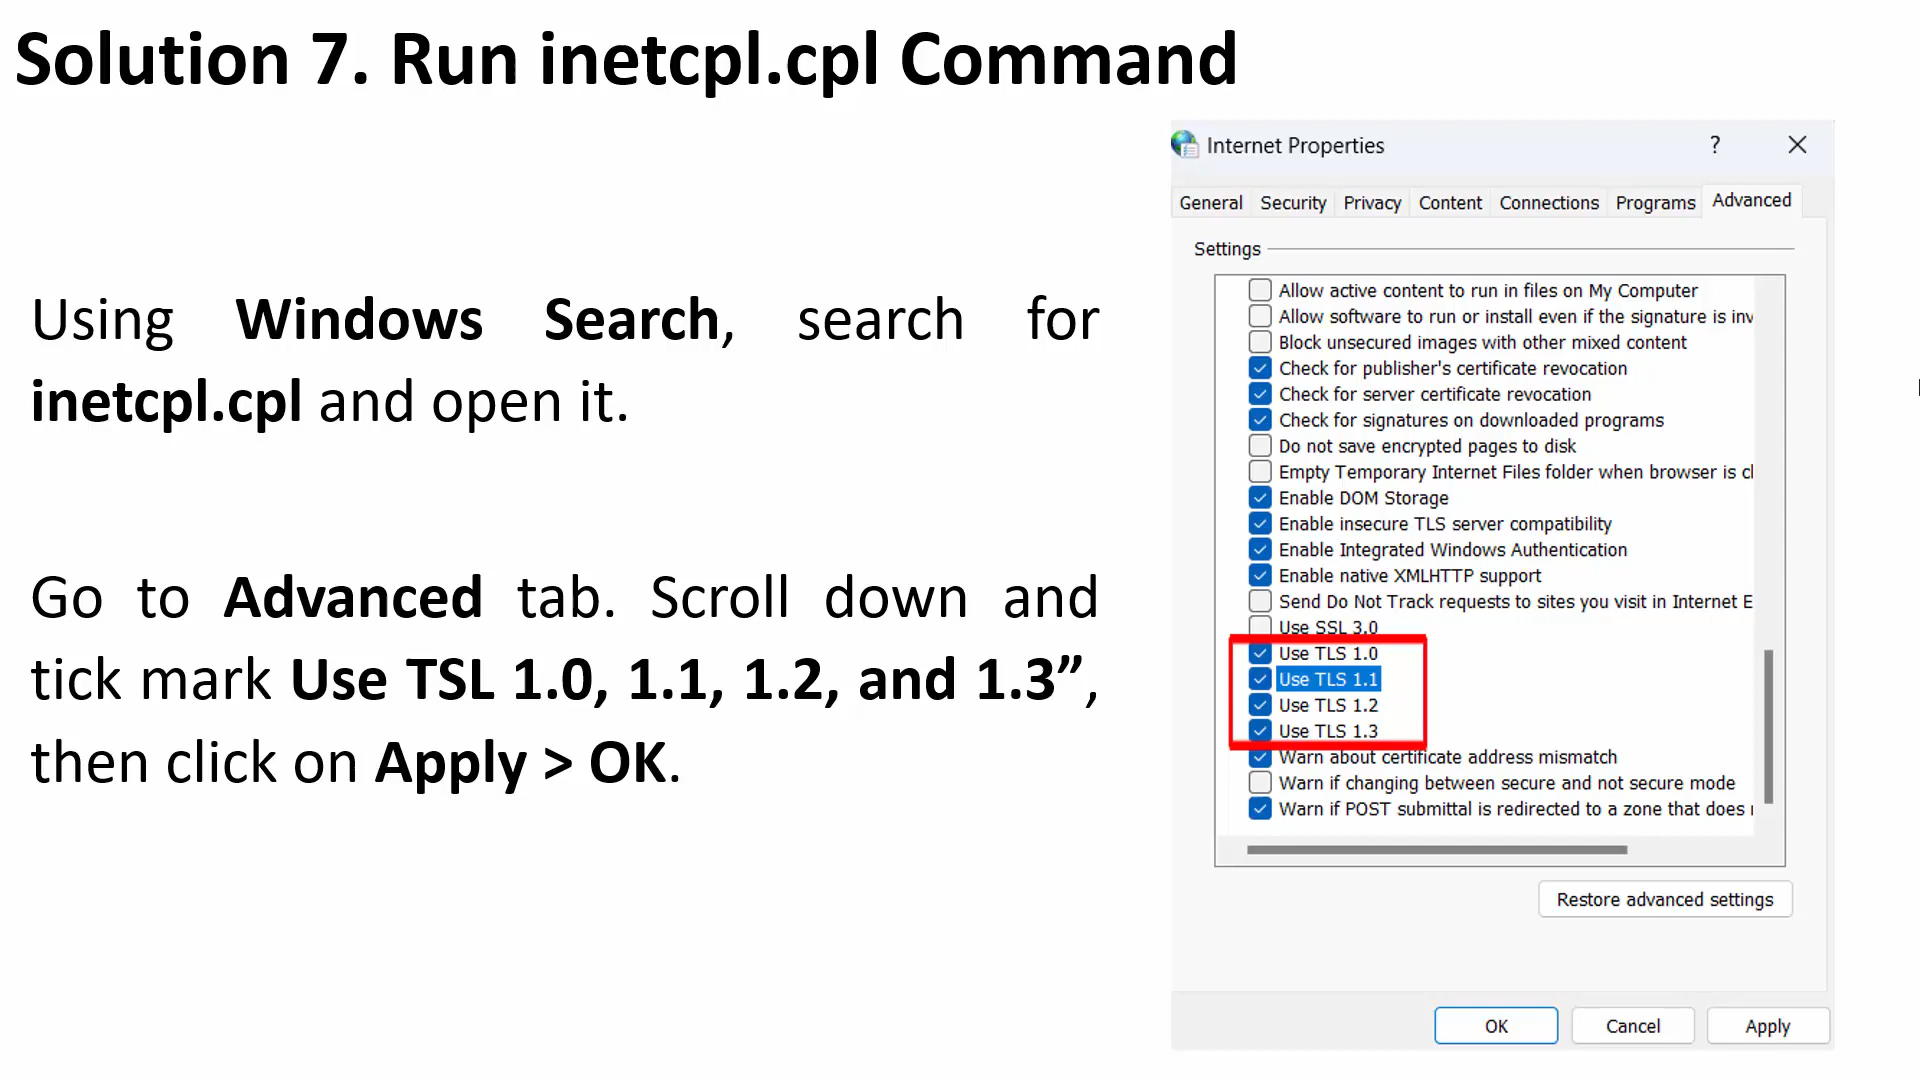 Solution 7. Run inetcpl.cpl Command
Using Windows Search, search for
inetcpl.cpl and open it.
Go to Advanced tab. Scroll down and
tick mark Use TSL 1.0, 1.1, 1.2, and 1.3”,
then click on Apply > OK.
Internet Properties
?
General Security Privacy Content Connections Programs Advanced
Settings
Allow active content to run in files on My Computer
Allow software to run or install even if the signature is inv
Block unsecured images with other mixed content
Check for publisher's certificate revocation
Check for server certificate revocation
Check for signatures on downloaded programs
Do not save encrypted pages to disk
Empty Temporary Internet Files folder when browser is cl
Enable DOM Storage
Enable insecure TLS server compatibility
Enable Integrated Windows Authentication
Enable native XMLHTTP support
Send Do Not Track requests to sites you visit in Internet E
Use SSL 3.0
Use TLS 1.0
Use TLS 1.1
Use TLS 1.2
Use TLS 1.3
Warn about certificate address mismatch
Warn if changing between secure and not secure mode
Warn if POST submittal is redirected to a zone that does
Restore advanced settings
OK Cancel Apply